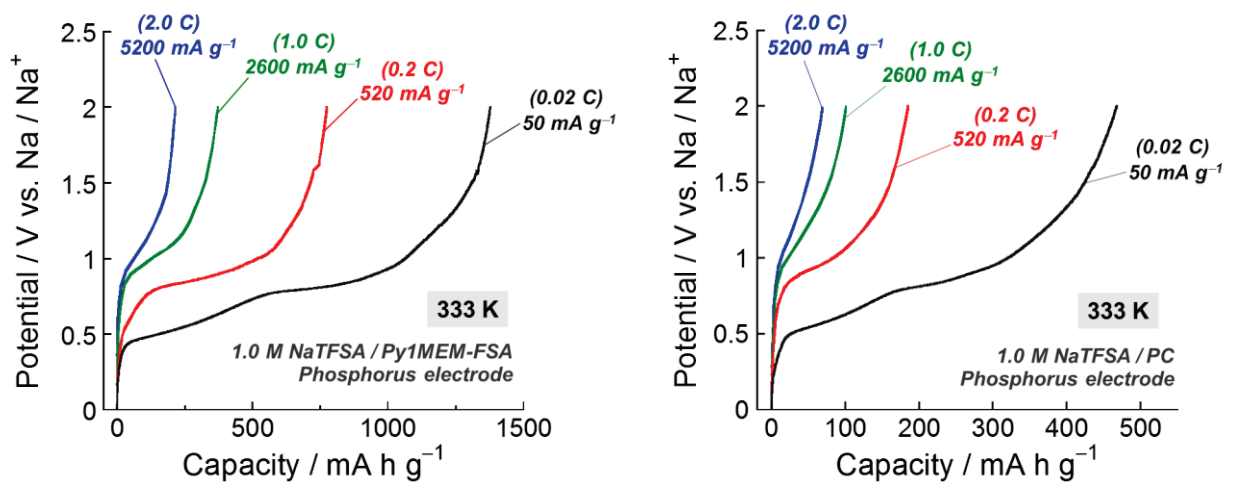 (2.0 C)
5200 mA g⁻¹
(1.0 C)
2600 mA g⁻¹
(0.2 C)
520 mA g⁻¹
(0.02 C)
50 mA g⁻¹
2.5
2
1.5
1
0.5
0
Potential / V vs. Na / Na⁺
333 K
1.0 M NaTFSA / Py1MEM-FSA
Phosphorus electrode
0 500 1000 1500
Capacity / mA h g⁻¹
(2.0 C)
5200 mA g⁻¹
(1.0 C)
2600 mA g⁻¹
(0.2 C)
520 mA g⁻¹
(0.02 C)
50 mA g⁻¹
2.5
2
1.5
1
0.5
0
Potential / V vs. Na / Na⁺
333 K
1.0 M NaTFSA / PC
Phosphorus electrode
0 100 200 300 400 500
Capacity / mA h g⁻¹